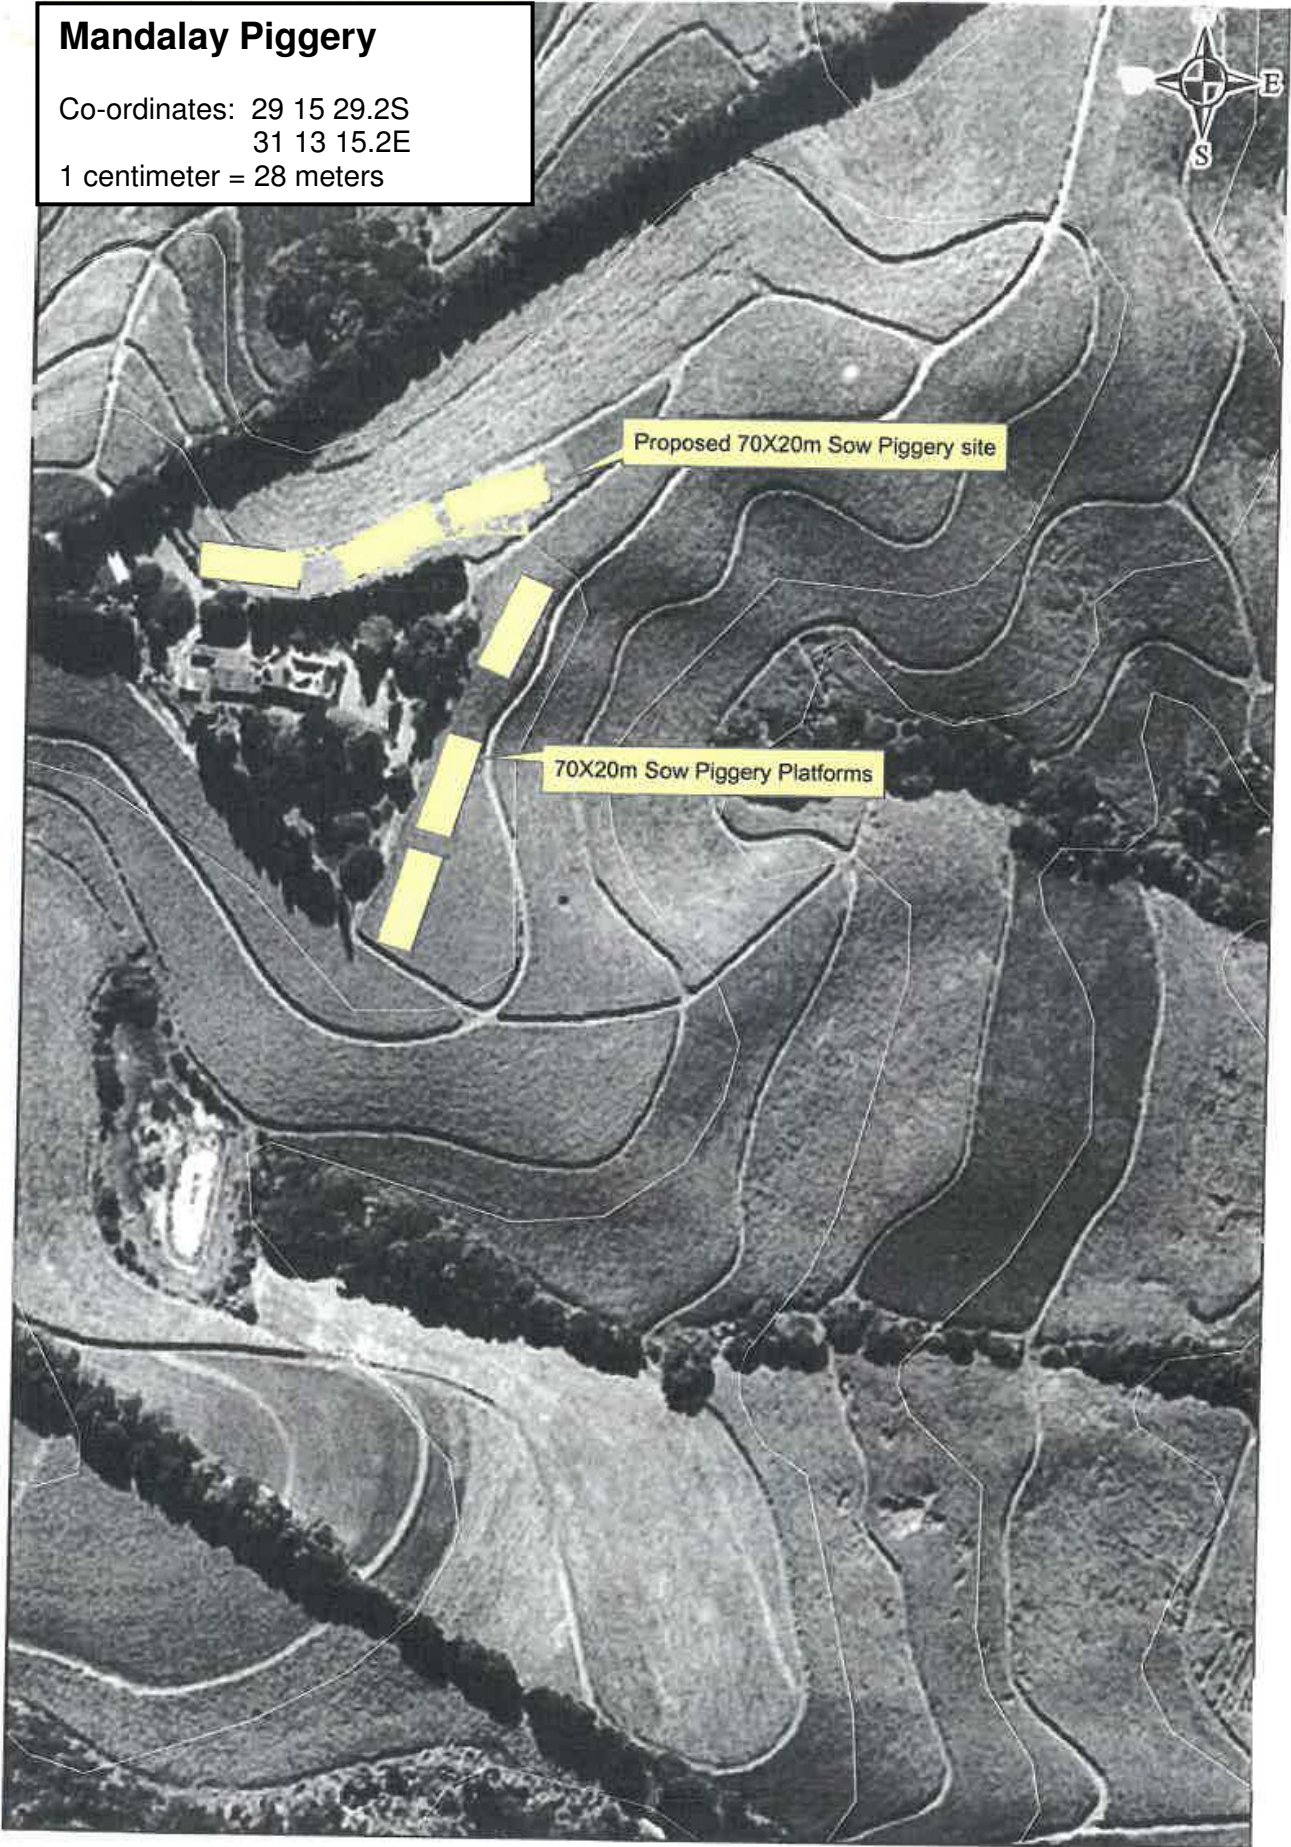 Mandalay Piggery
Co-ordinates: 29 15 29.2S
31 13 15.2E
1 centimeter = 28 meters
E
S
Proposed 70X20m Sow Piggery site
70X20m Sow Piggery Platforms